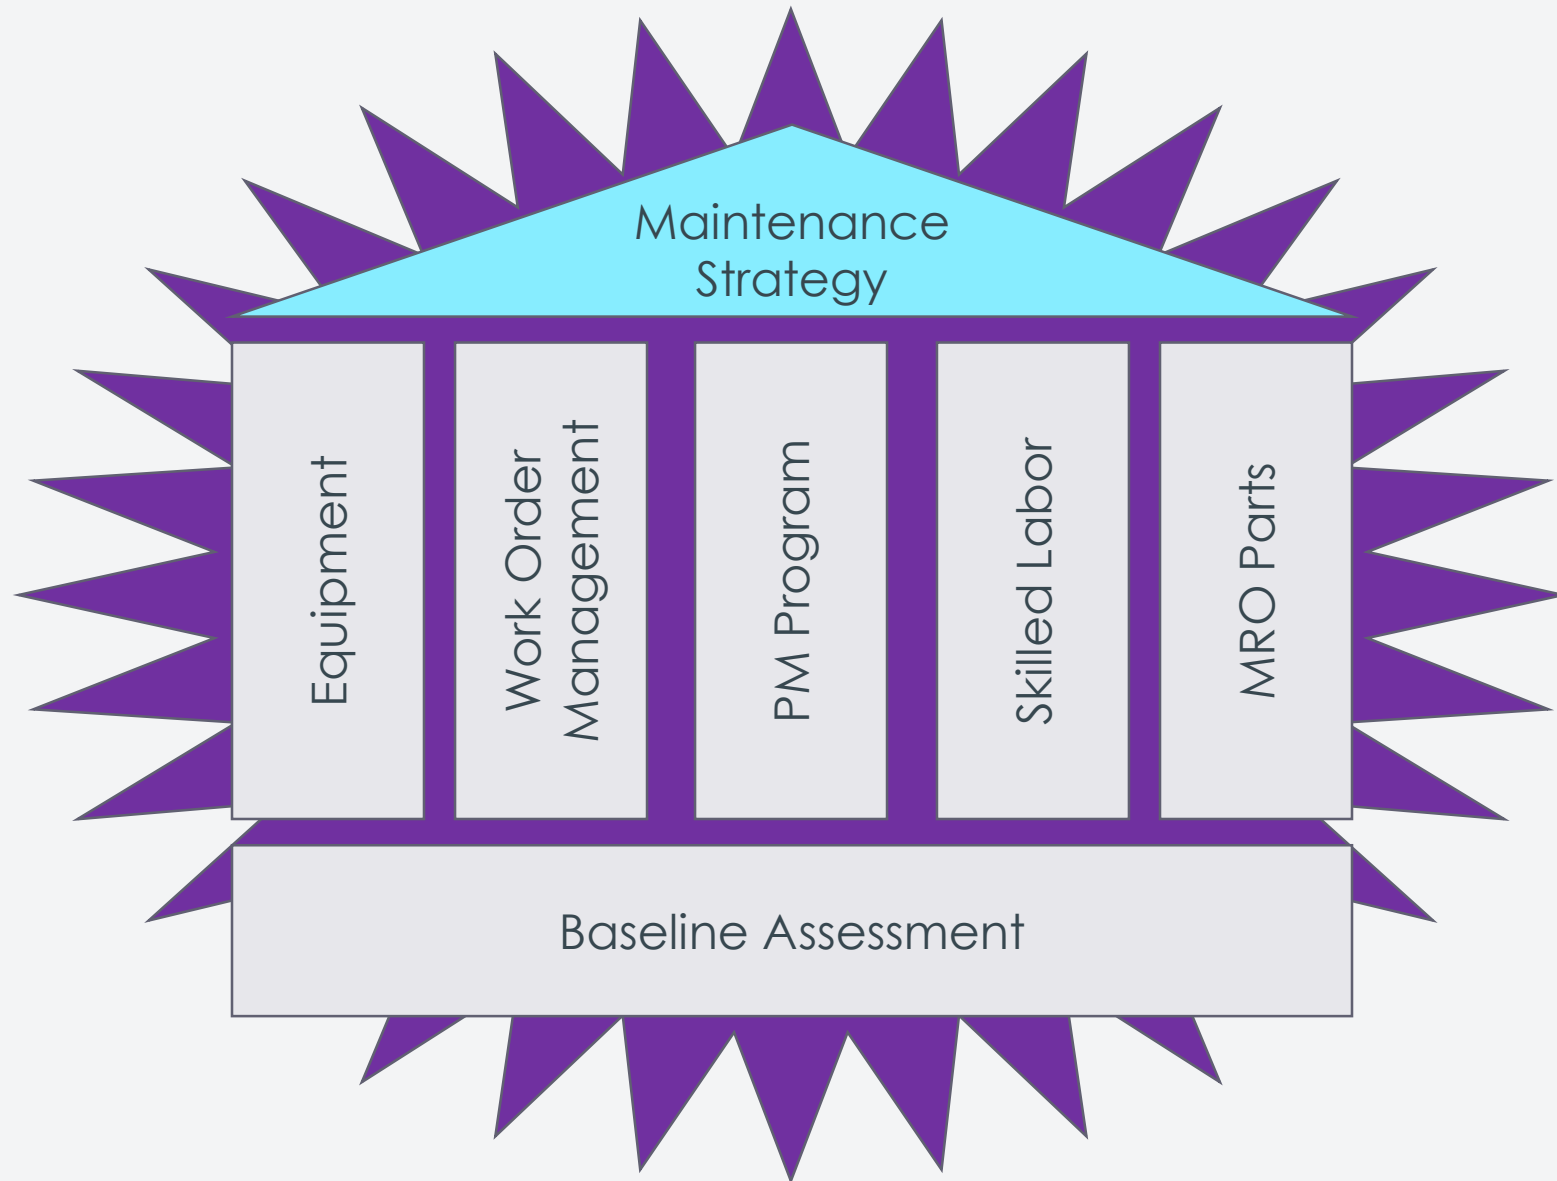 Maintenance
Strategy
Equipment
Work Order
Management
PM Program
Skilled Labor
MRO Parts
Baseline Assessment